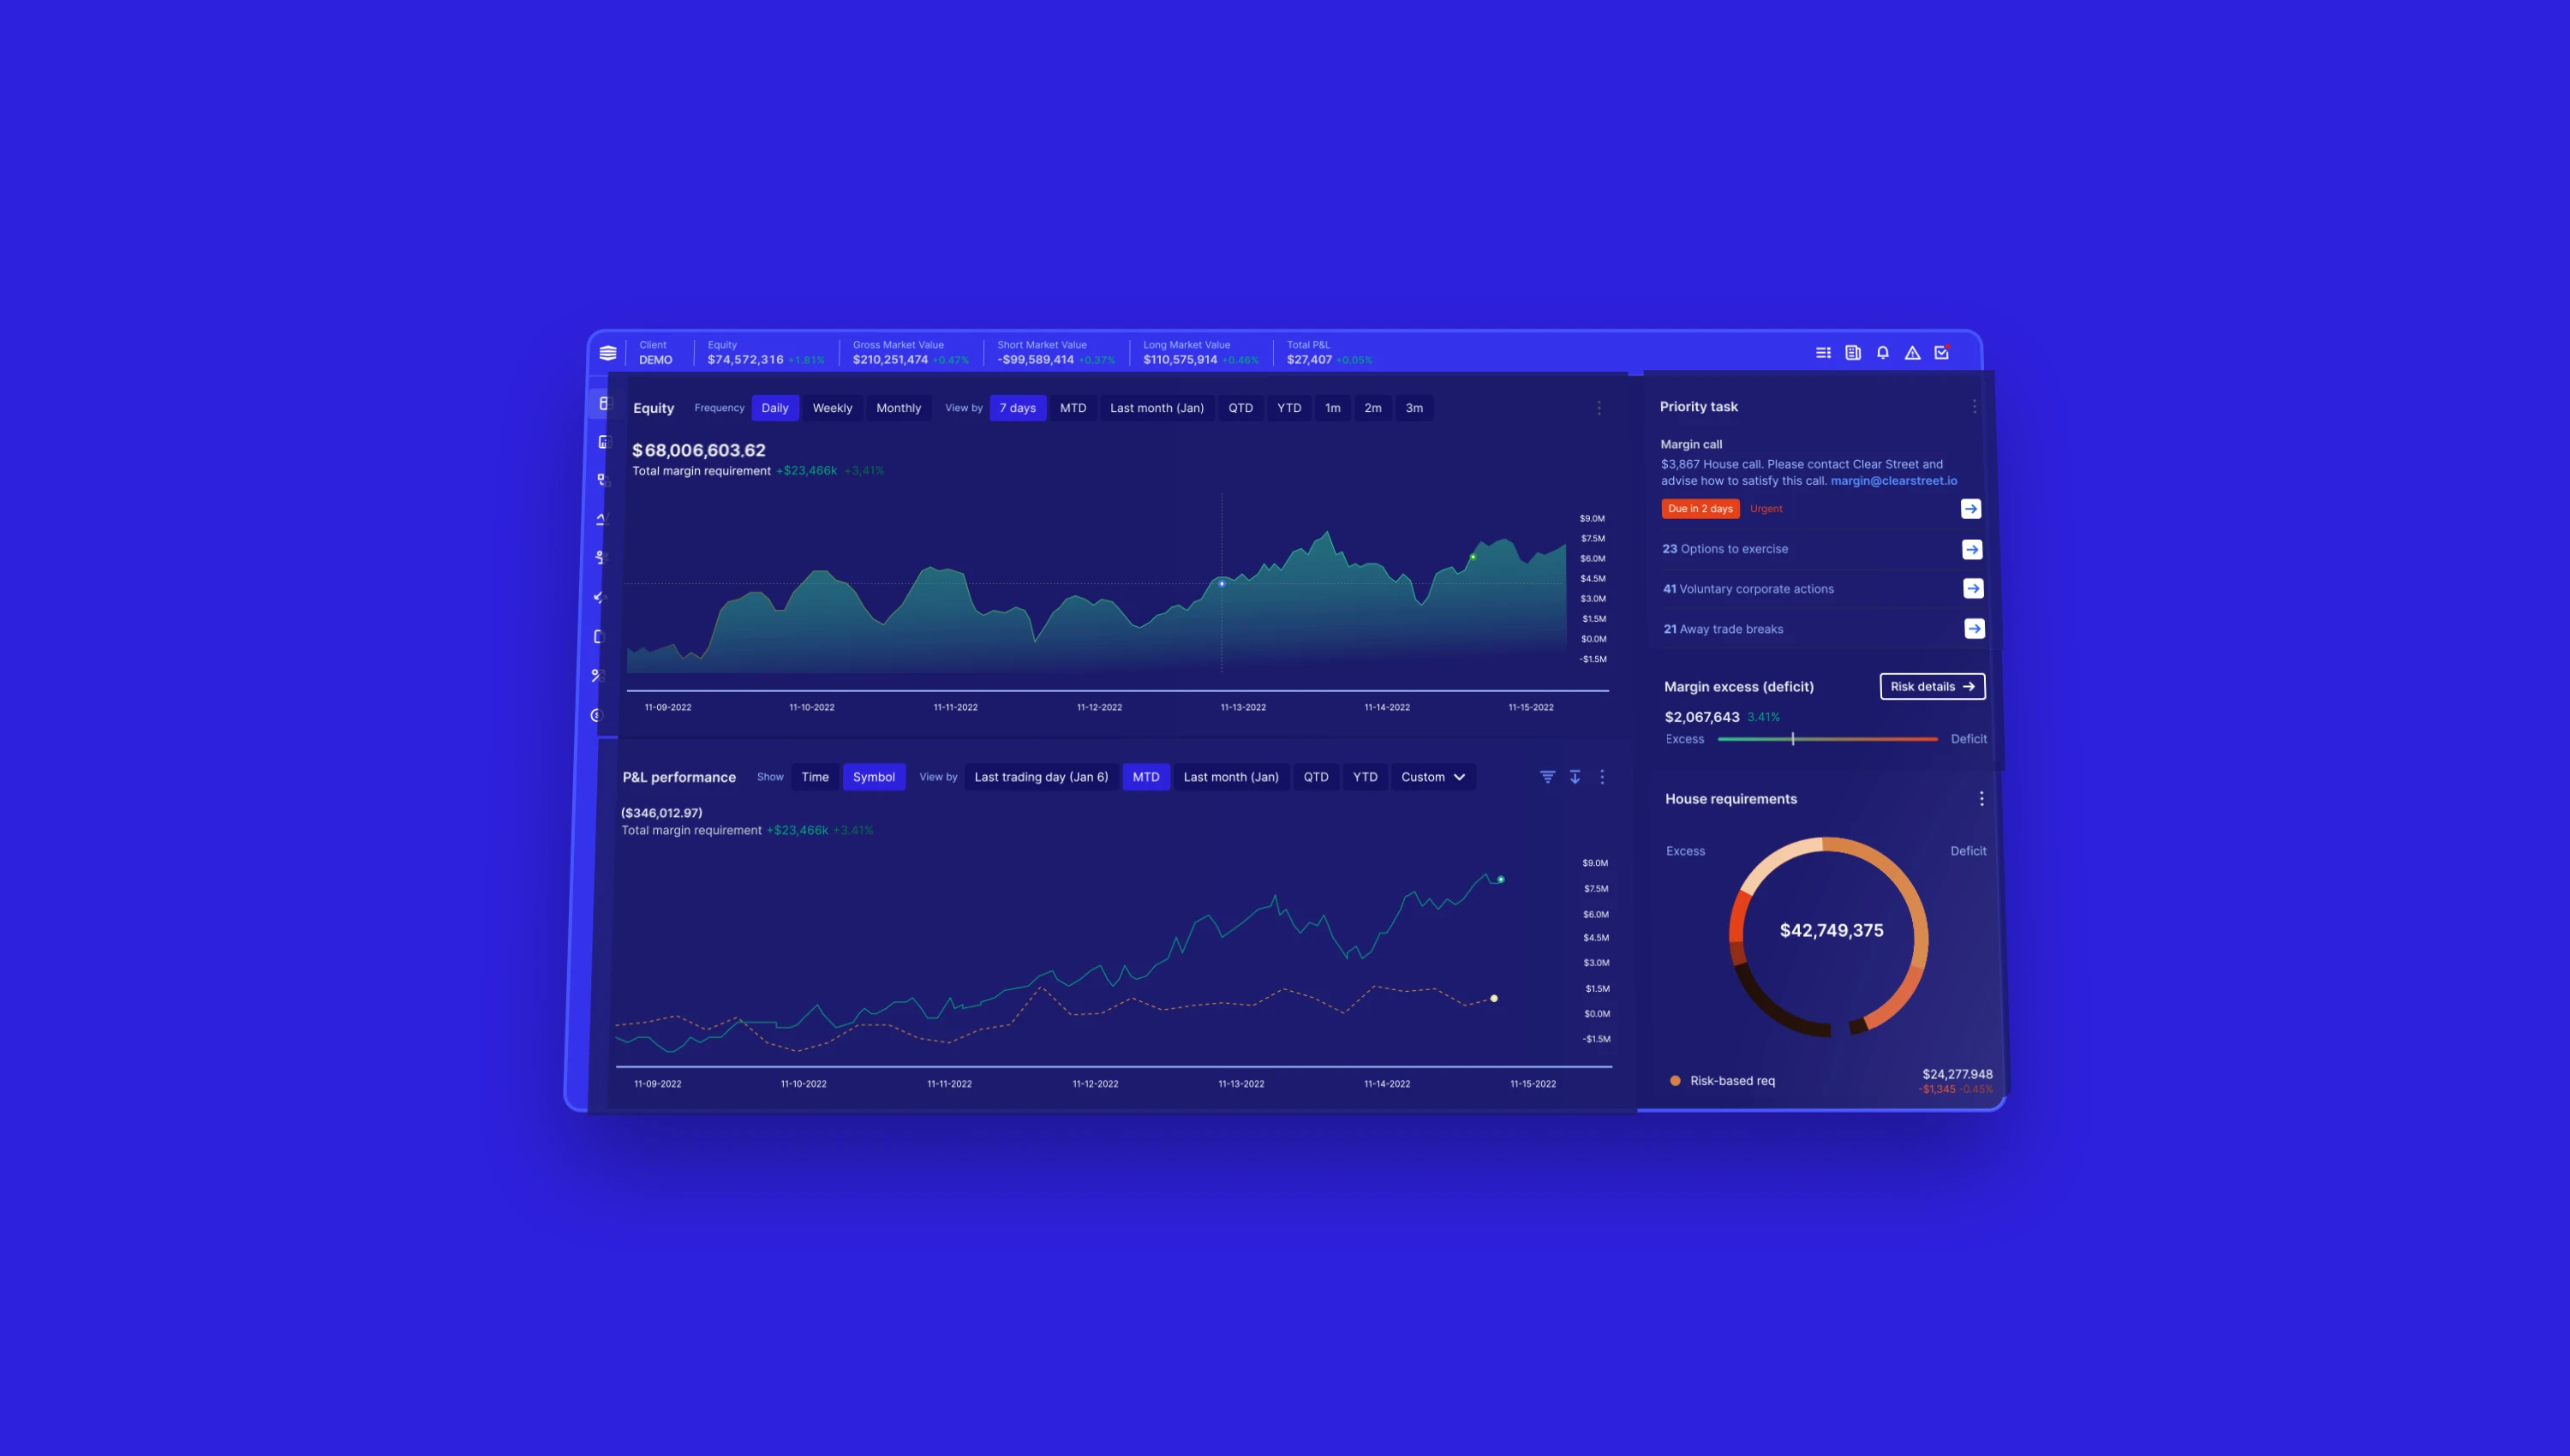 Client
DEMO
Equity
$74,572,316 +1.81%
Gross Market Value
$210,251,474 +0.47%
Short Market Value
-$99,589,414 +0.37%
Long Market Value
$110,575,914 +0.46%
Total P&L
$27,407 +0.05%
Equity Frequency Daily Weekly Monthly View by 7 days MTD Last month (Jan) QTD YTD 1m 2m 3m
$68,006,603.62
Total margin requirement +$23,466k +3,41%
$9.0M
$7.5M
$6.0M
$4.5M
$3.0M
$1.5M
$0.0M
-$1.5M
11-09-2022 11-10-2022 11-11-2022 11-12-2022 11-13-2022 11-14-2022 11-15-2022
P&L performance Show Time Symbol View by Last trading day (Jan 6) MTD Last month (Jan) QTD YTD Custom
($346,012.97)
Total margin requirement +$23,466k +3.41%
$9.0M
$7.5M
$6.0M
$4.5M
$3.0M
$1.5M
$0.0M
-$1.5M
11-09-2022 11-10-2022 11-11-2022 11-12-2022 11-13-2022 11-14-2022 11-15-2022
Priority task
Margin call
$3,867 House call. Please contact Clear Street and
advise how to satisfy this call. margin@clearstreet.io
Due in 2 days Urgent
23 Options to exercise
41 Voluntary corporate actions
21 Away trade breaks
Margin excess (deficit) Risk details
$2,067,643 3.41%
Excess Deficit
House requirements
Excess Deficit
$42,749,375
Risk-based req $24,277.948
-$1,345 -0.45%